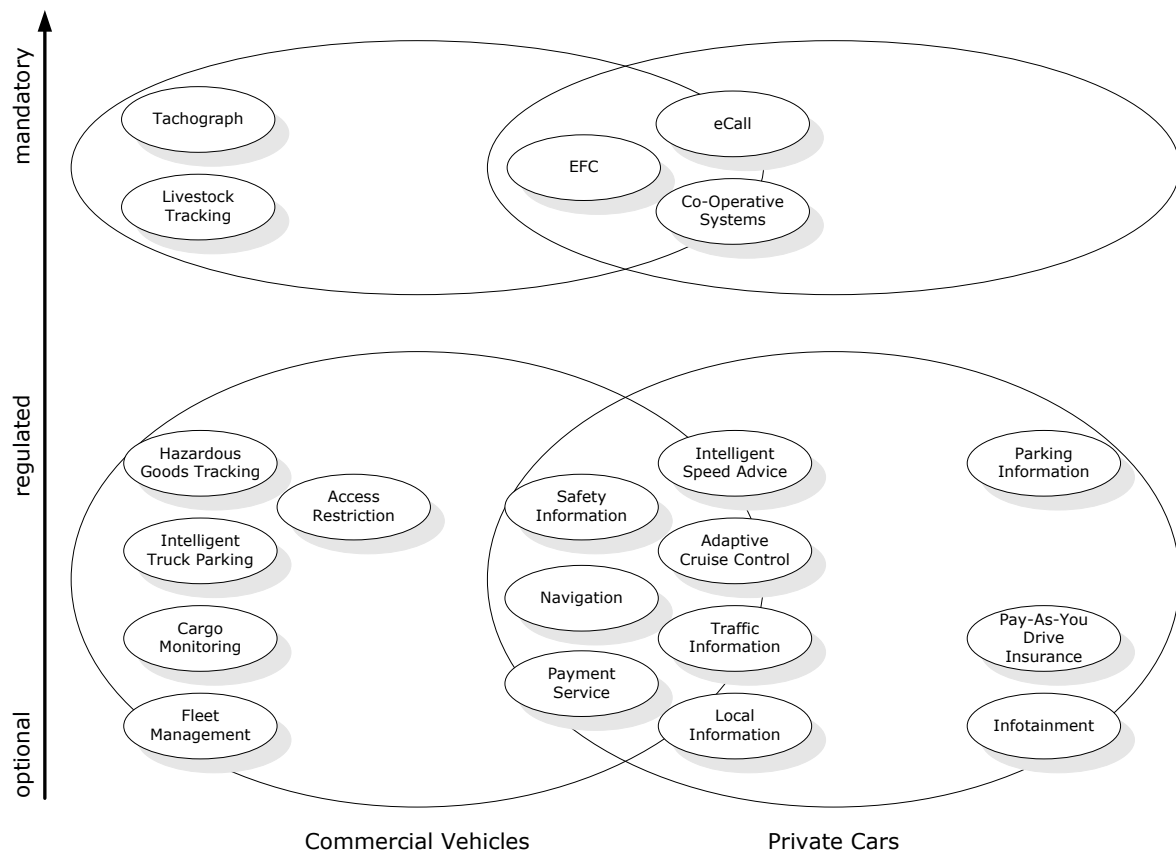 mandatory
Tachograph
eCall
EFC
Livestock
Tracking
Co-Operative
Systems
regulated
Hazardous
Goods Tracking
Intelligent
Speed Advice
Parking
Information
Access
Restriction
Safety
Information
Intelligent
Truck Parking
Adaptive
Cruise Control
Navigation
Cargo
Monitoring
Traffic
Information
Pay-As-You
Drive
Insurance
Payment
Service
optional
Fleet
Management
Local
Information
Infotainment
Commercial Vehicles
Private Cars